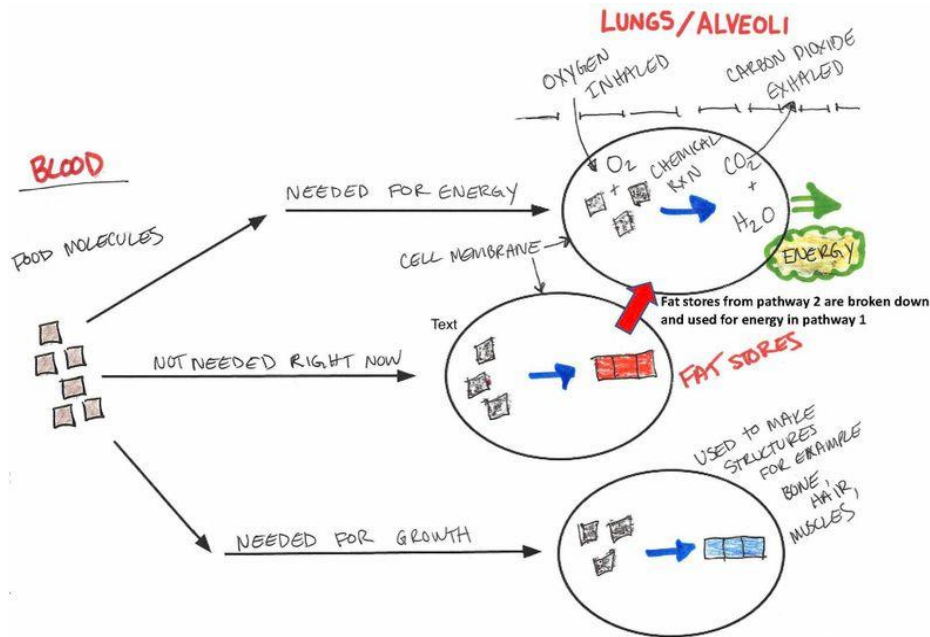 LUNGS/ALVEOLI
OXYGEN
INHALED
CARBON DIOXIDE
EXHALED
BLOOD
FOOD MOLECULES
NEEDED FOR ENERGY
O2
+
CHEMICAL
RXN
CO2
+
H2O
ENERGY
CELL MEMBRANE
Fat stores from pathway 2 are broken down
and used for energy in pathway 1
Text
NOT NEEDED RIGHT NOW
FAT STORES
USED TO MAKE
STRUCTURES
FOR EXAMPLE
BONE,
HAIR,
MUSCLES,
NEEDED FOR GROWTH